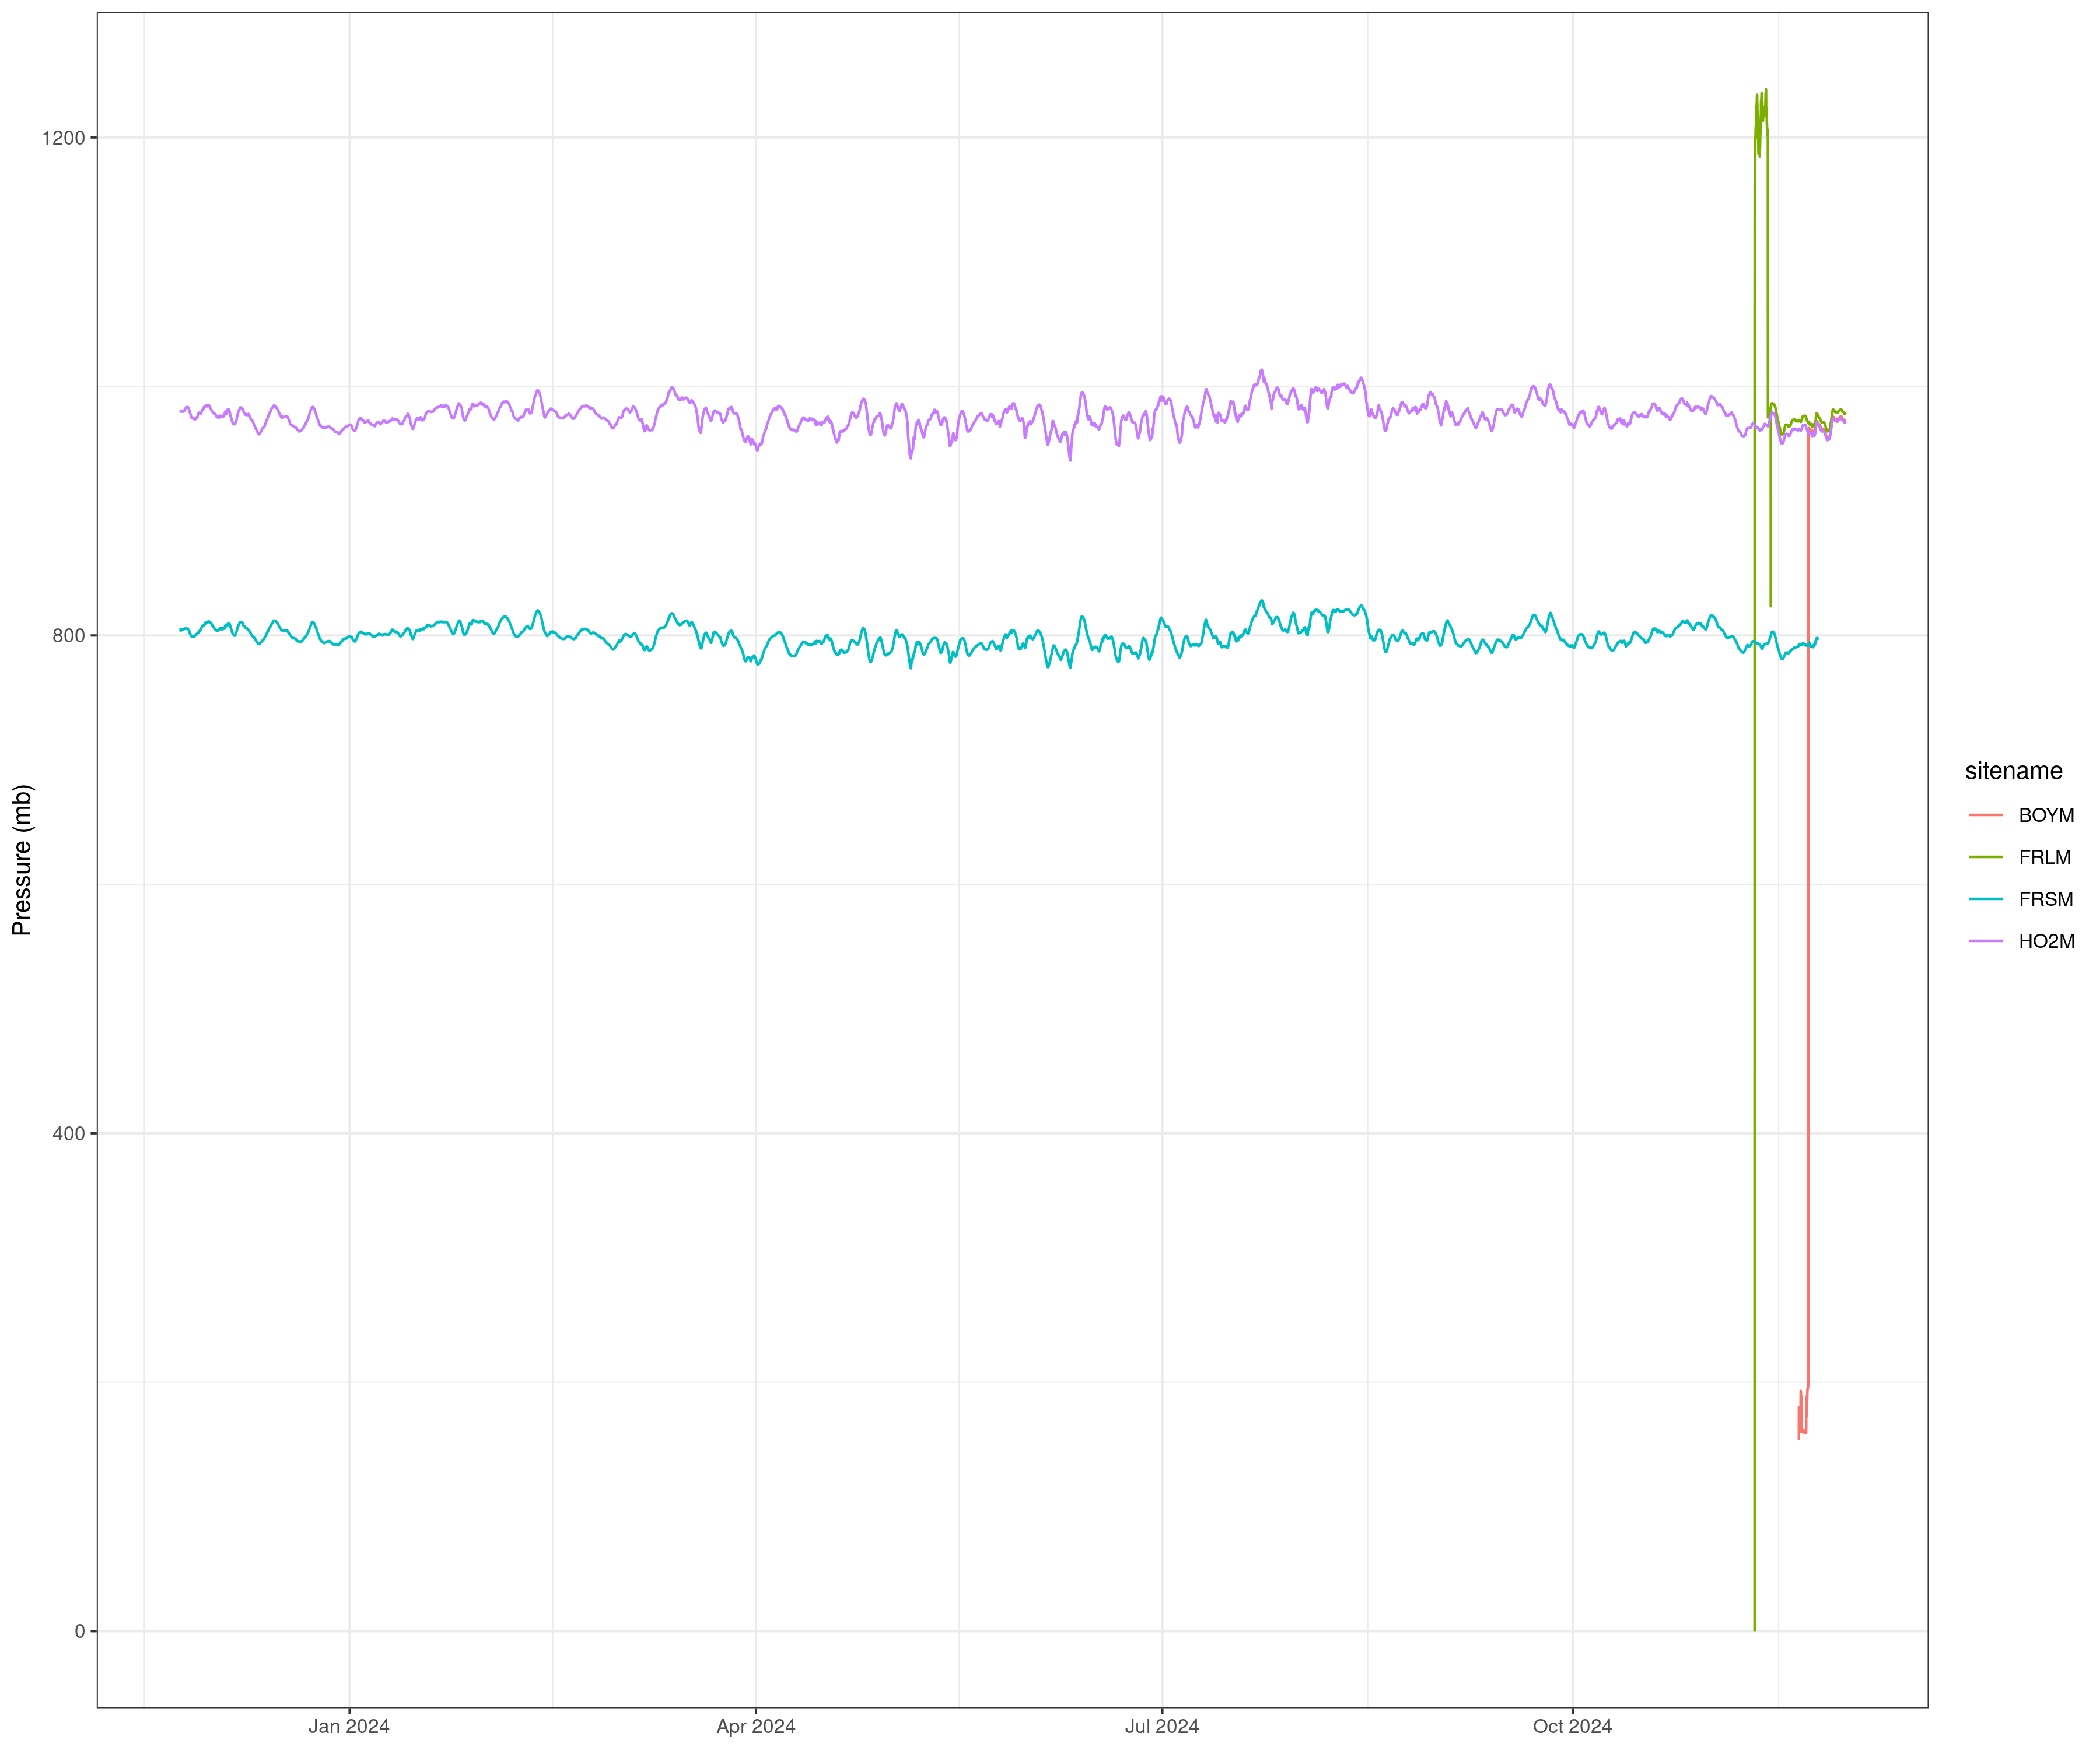 1200
800
400
0
Pressure (mb)
Jan 2024
Apr 2024
Jul 2024
Oct 2024
sitename
BOYM
FRLM
FRSM
HO2M